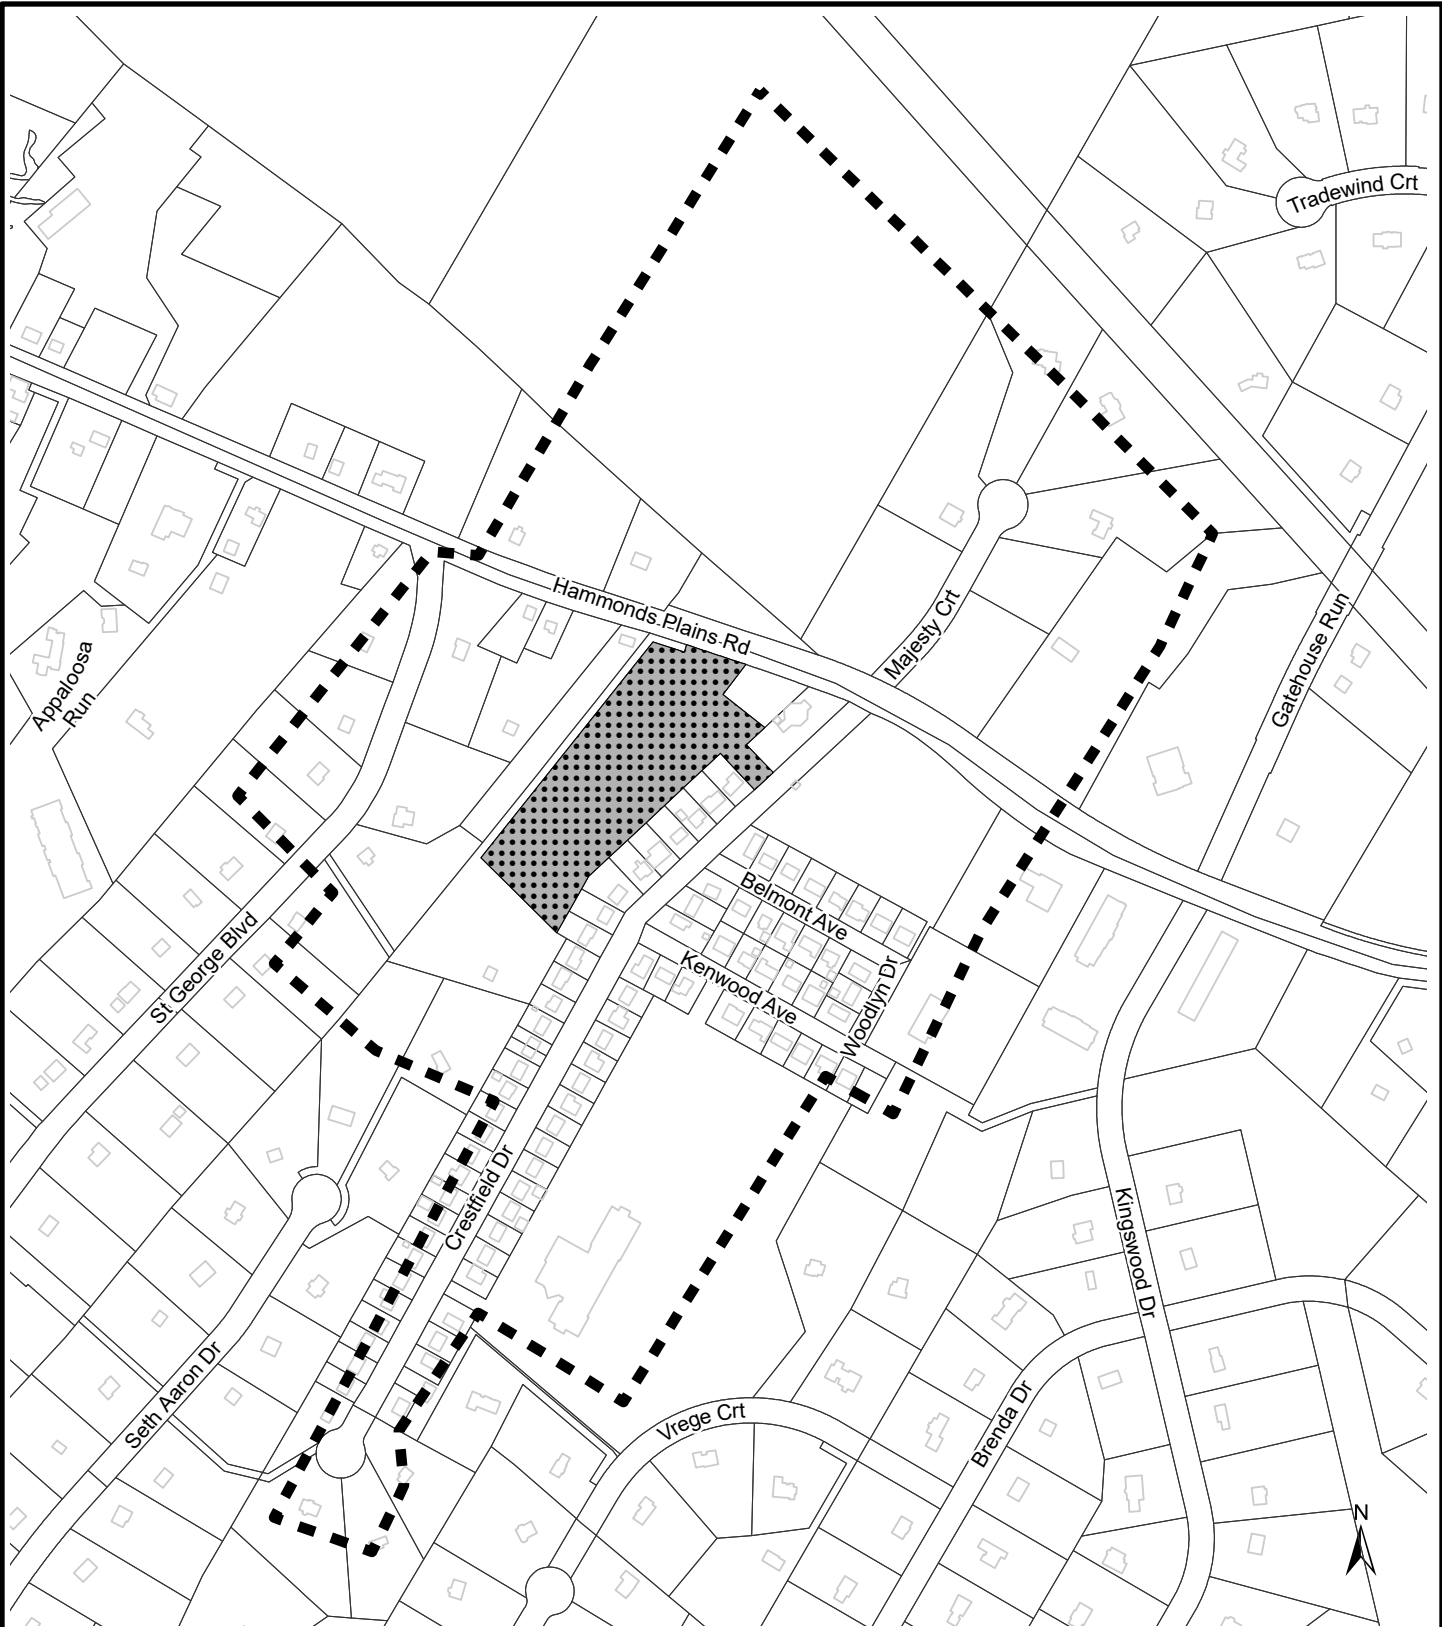 Tradewind Crt
Hammonds Plains Rd
Majesty Crt
Gatehouse Run
Appaloosa
Run
Belmont Ave
Kenwood Ave
Woodlyn Dr
St George Blvd
Crestfield Dr
Kingswood Dr
Seth Aaron Dr
Vrege Crt
Brenda Dr
N